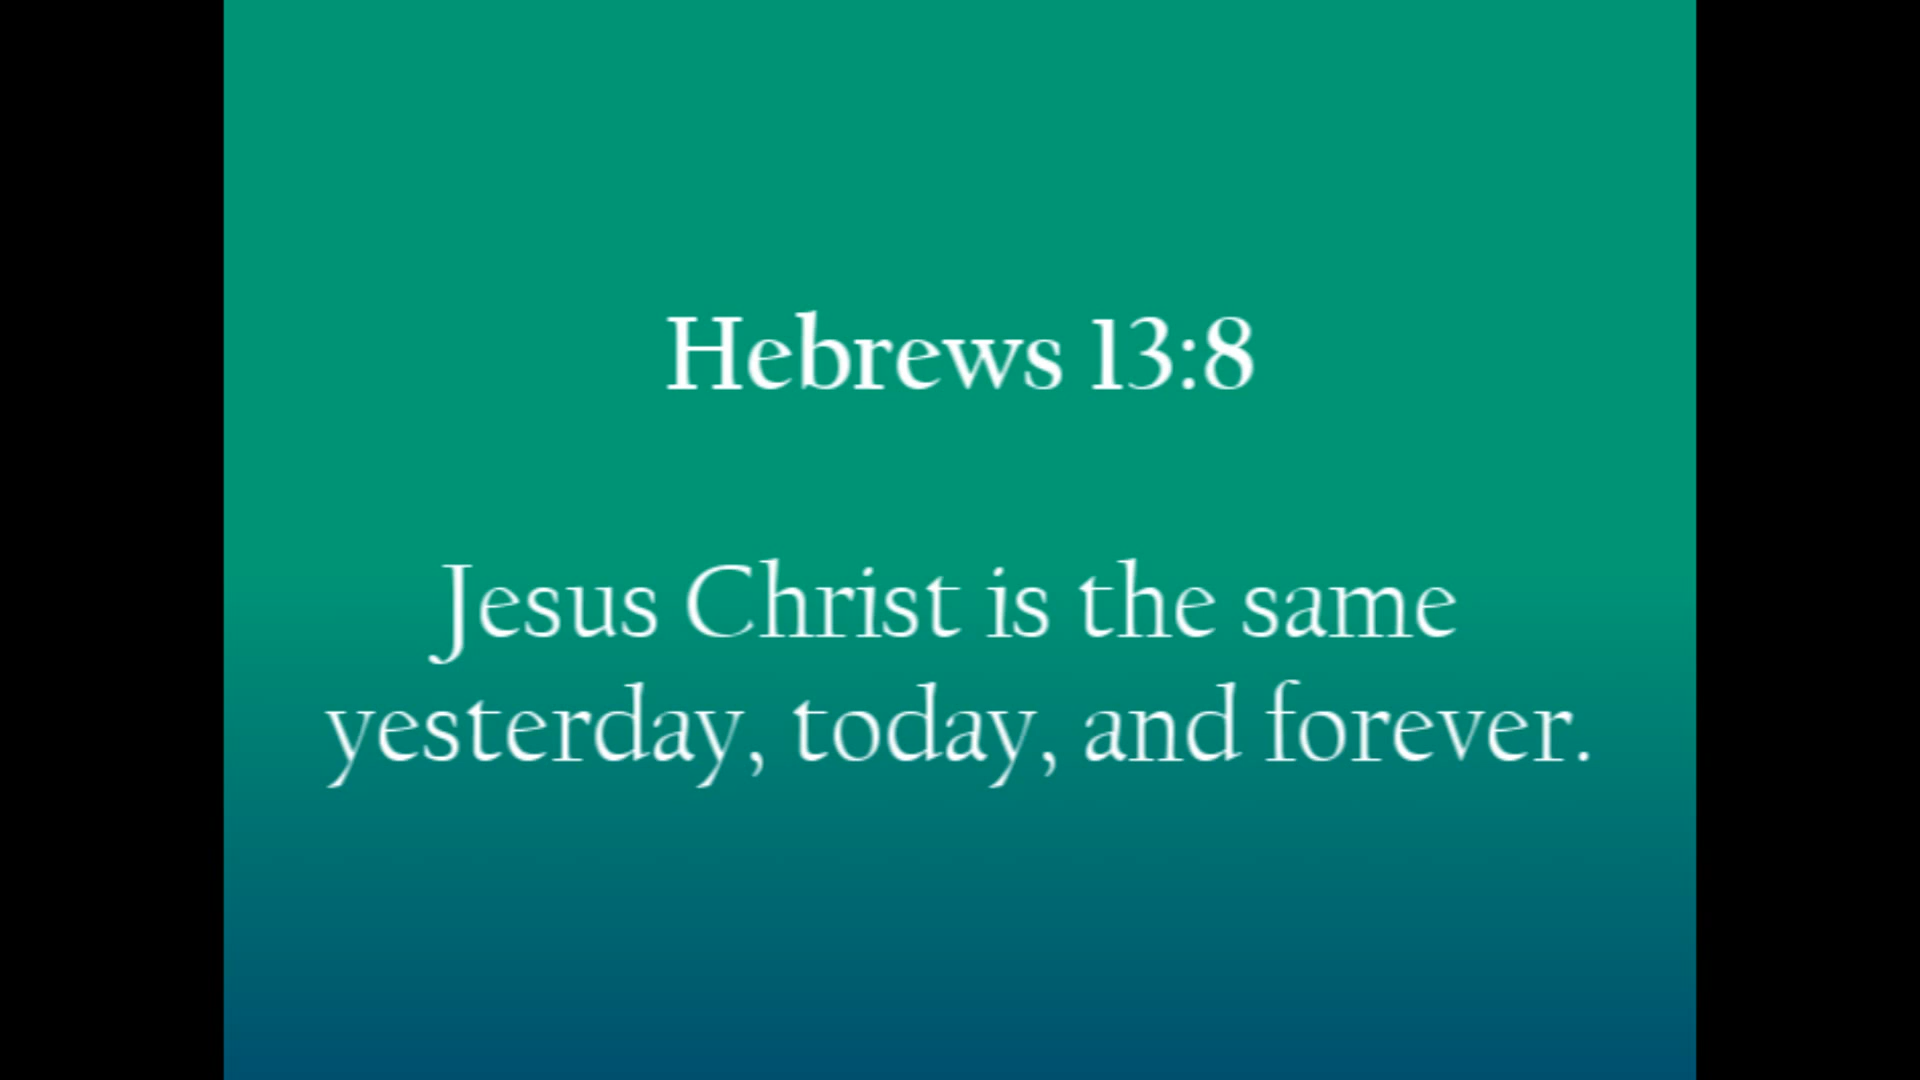 Hebrews 13:8
Jesus Christ is the same
yesterday, today, and forever.